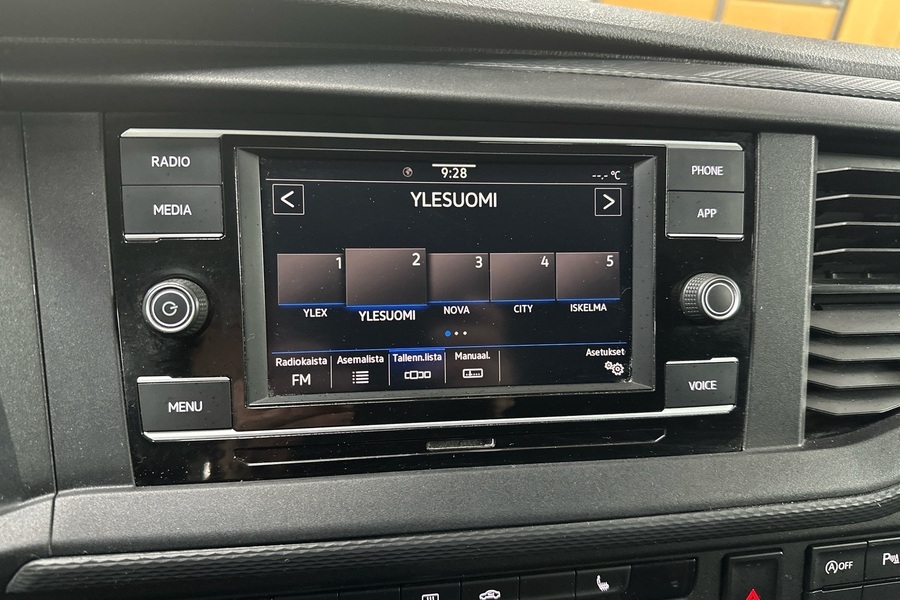 RADIO
MEDIA
MENU
9:28
--.- °C
<
YLESUOMI
>
1
2
3
4
5
YLEX
YLESUOMI
NOVA
CITY
ISKELMA
Radiokaista
FM
Asemalista
Tallenn.lista
Manuaal.
Asetukset
PHONE
APP
VOICE
(A)OFF
P